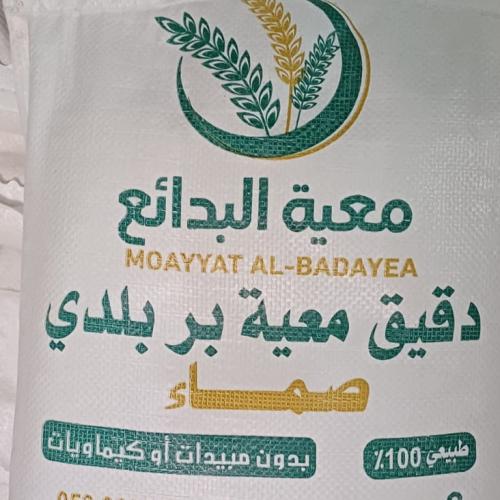 معية البدائع
MOAYYAT AL-BADAYEA
دقيق معية بر بلدي
صماء
طبيعي 100٪
بدون مبيدات أو كيماويات